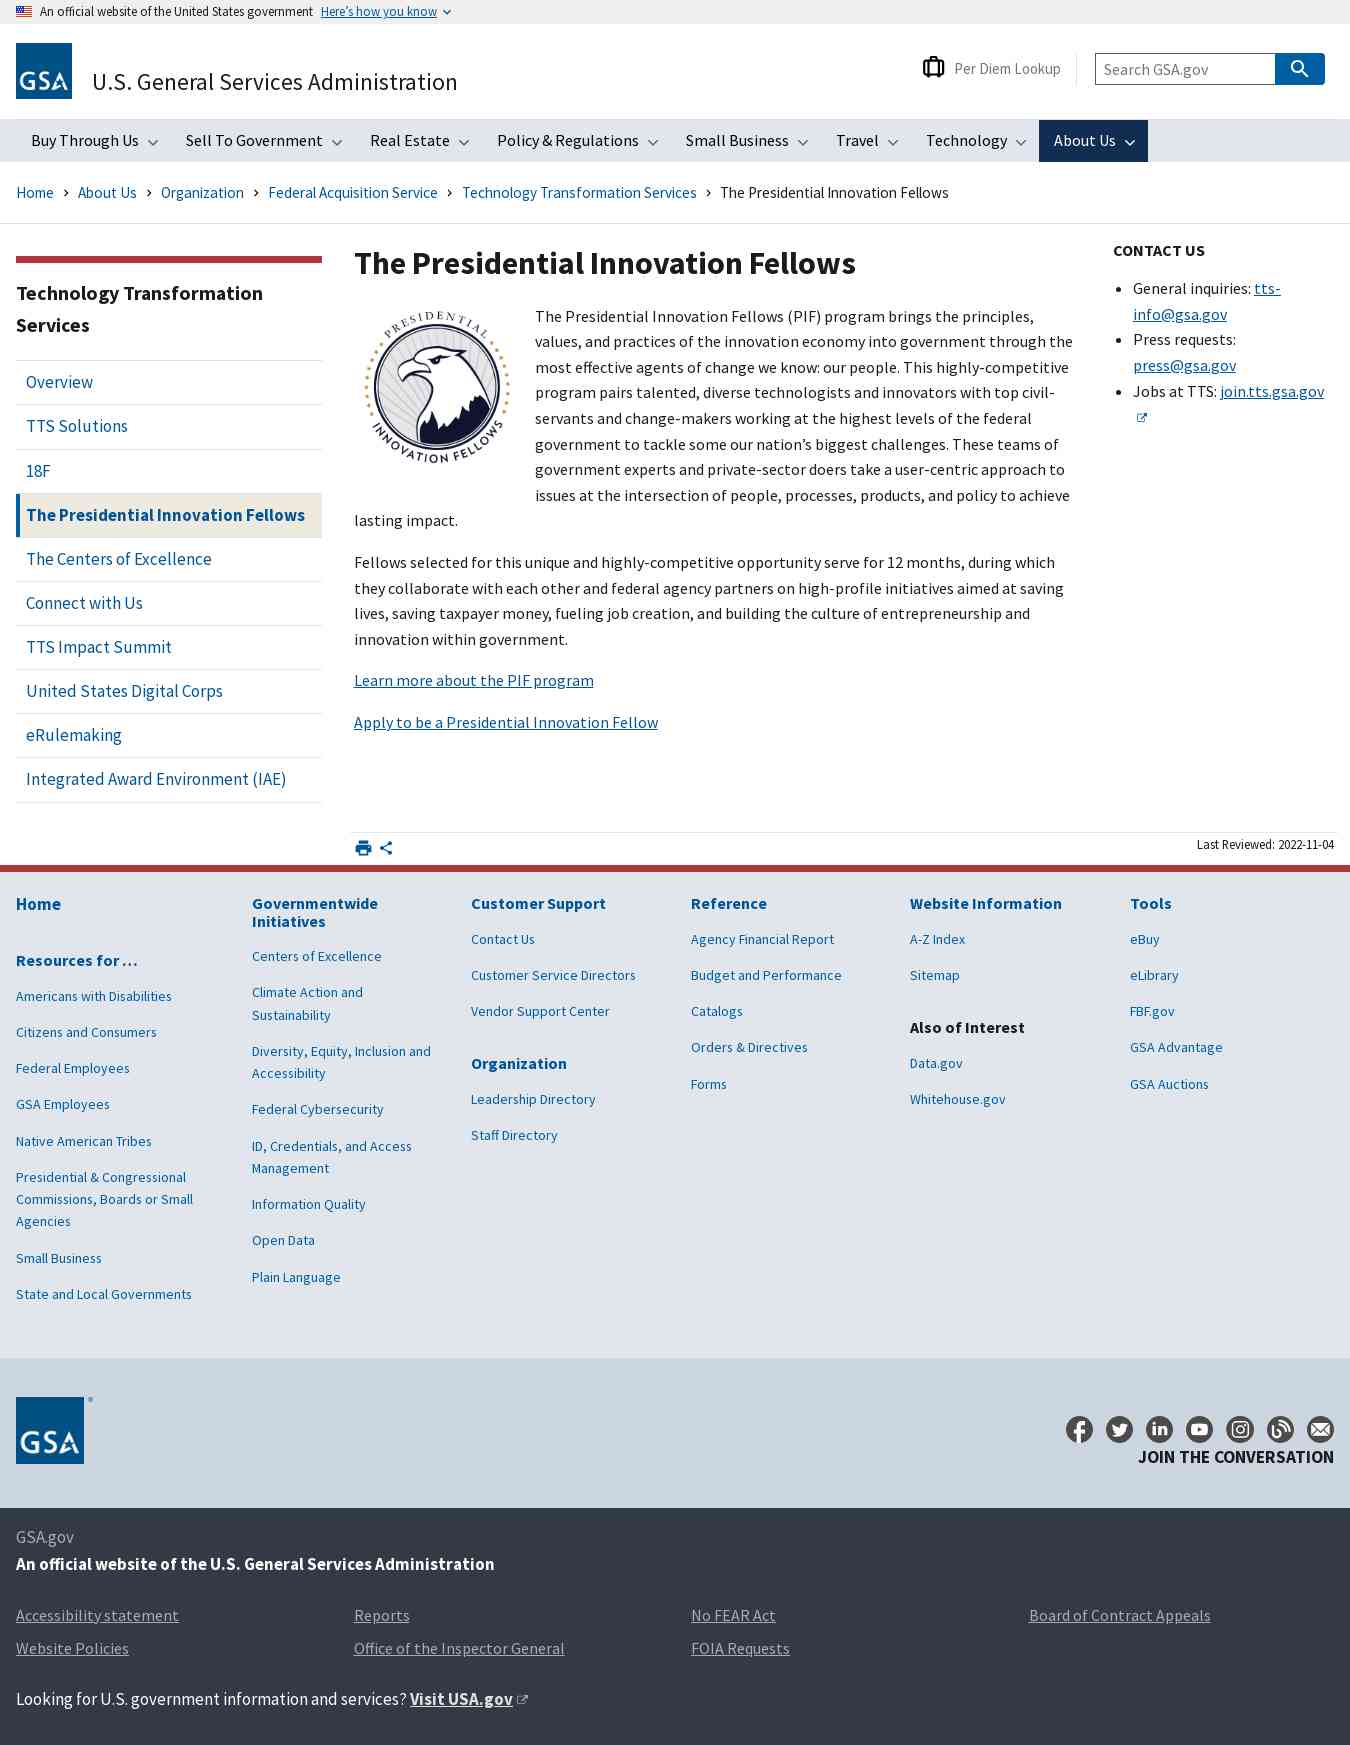 An official website of the United States government Here’s how you know
GSA
U.S. General Services Administration
Per Diem Lookup
Search GSA.gov
Buy Through Us
Sell To Government
Real Estate
Policy & Regulations
Small Business
Travel
Technology
About Us
Home > About Us > Organization > Federal Acquisition Service > Technology Transformation Services > The Presidential Innovation Fellows
Technology Transformation
Services
Overview
TTS Solutions
18F
The Presidential Innovation Fellows
The Centers of Excellence
Connect with Us
TTS Impact Summit
United States Digital Corps
eRulemaking
Integrated Award Environment (IAE)
The Presidential Innovation Fellows
PRESIDENTIAL
INNOVATION FELLOWS
The Presidential Innovation Fellows (PIF) program brings the principles,
values, and practices of the innovation economy into government through the
most effective agents of change we know: our people. This highly-competitive
program pairs talented, diverse technologists and innovators with top civil-
servants and change-makers working at the highest levels of the federal
government to tackle some our nation’s biggest challenges. These teams of
government experts and private-sector doers take a user-centric approach to
issues at the intersection of people, processes, products, and policy to achieve
lasting impact.
Fellows selected for this unique and highly-competitive opportunity serve for 12 months, during which
they collaborate with each other and federal agency partners on high-profile initiatives aimed at saving
lives, saving taxpayer money, fueling job creation, and building the culture of entrepreneurship and
innovation within government.
Learn more about the PIF program
Apply to be a Presidential Innovation Fellow
CONTACT US
• General inquiries: tts-
info@gsa.gov
• Press requests:
press@gsa.gov
• Jobs at TTS: join.tts.gsa.gov
Last Reviewed: 2022-11-04
Home
Resources for …
Americans with Disabilities
Citizens and Consumers
Federal Employees
GSA Employees
Native American Tribes
Presidential & Congressional
Commissions, Boards or Small
Agencies
Small Business
State and Local Governments
Governmentwide
Initiatives
Centers of Excellence
Climate Action and
Sustainability
Diversity, Equity, Inclusion and
Accessibility
Federal Cybersecurity
ID, Credentials, and Access
Management
Information Quality
Open Data
Plain Language
Customer Support
Contact Us
Customer Service Directors
Vendor Support Center
Organization
Leadership Directory
Staff Directory
Reference
Agency Financial Report
Budget and Performance
Catalogs
Orders & Directives
Forms
Website Information
A-Z Index
Sitemap
Also of Interest
Data.gov
Whitehouse.gov
Tools
eBuy
eLibrary
FBF.gov
GSA Advantage
GSA Auctions
GSA
JOIN THE CONVERSATION
GSA.gov
An official website of the U.S. General Services Administration
Accessibility statement
Reports
No FEAR Act
Board of Contract Appeals
Website Policies
Office of the Inspector General
FOIA Requests
Looking for U.S. government information and services? Visit USA.gov